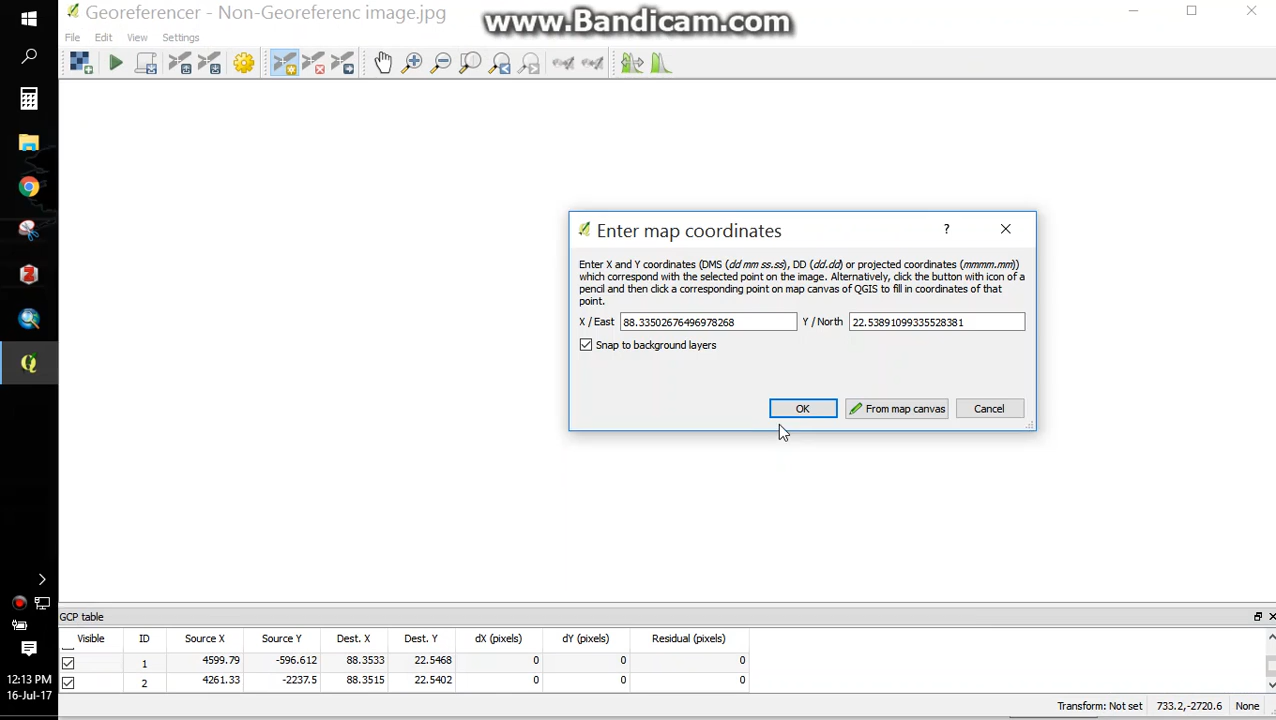 Georeferencer - Non-Georeferenc image.jpg
www.Bandicam.com
File Edit View Settings
Enter map coordinates
?
Enter X and Y coordinates (DMS (dd mm ss.ss), DD (dd.dd) or projected coordinates (mmmm.mm))
which correspond with the selected point on the image. Alternatively, click the button with icon of a
pencil and then click a corresponding point on map canvas of QGIS to fill in coordinates of that
point.
X / East 88.33502676496978268 Y / North 22.53891099335528381
Snap to background layers
OK From map canvas Cancel
GCP table
Visible ID Source X Source Y Dest. X Dest. Y dX (pixels) dY (pixels) Residual (pixels)
1 4599.79 -596.612 88.3533 22.5468 0 0 0
2 4261.33 -2237.5 88.3515 22.5402 0 0 0
12:13 PM
16-Jul-17
Transform: Not set 733.2,-2720.6 None